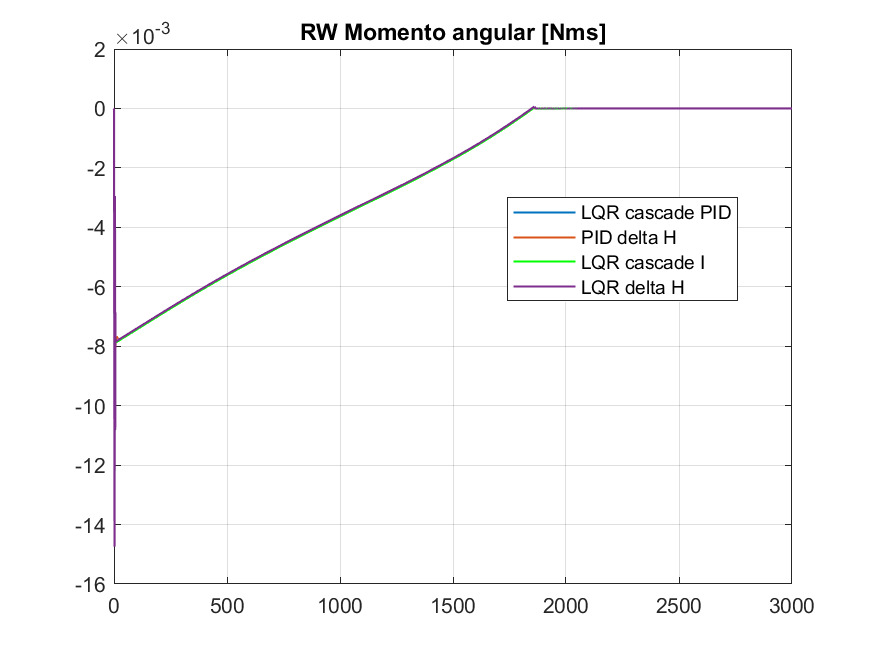 RW Momento angular [Nms]
×10-3
2
0
-2
-4
-6
-8
-10
-12
-14
-16
LQR cascade PID
PID delta H
LQR cascade I
LQR delta H
0 500 1000 1500 2000 2500 3000